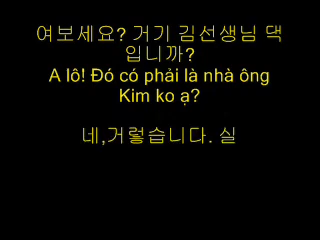 여보세요? 거기 김선생님 댁
입니까?
A lô! Đó có phải là nhà ông
Kim ko ạ?
네,거렇습니다. 실